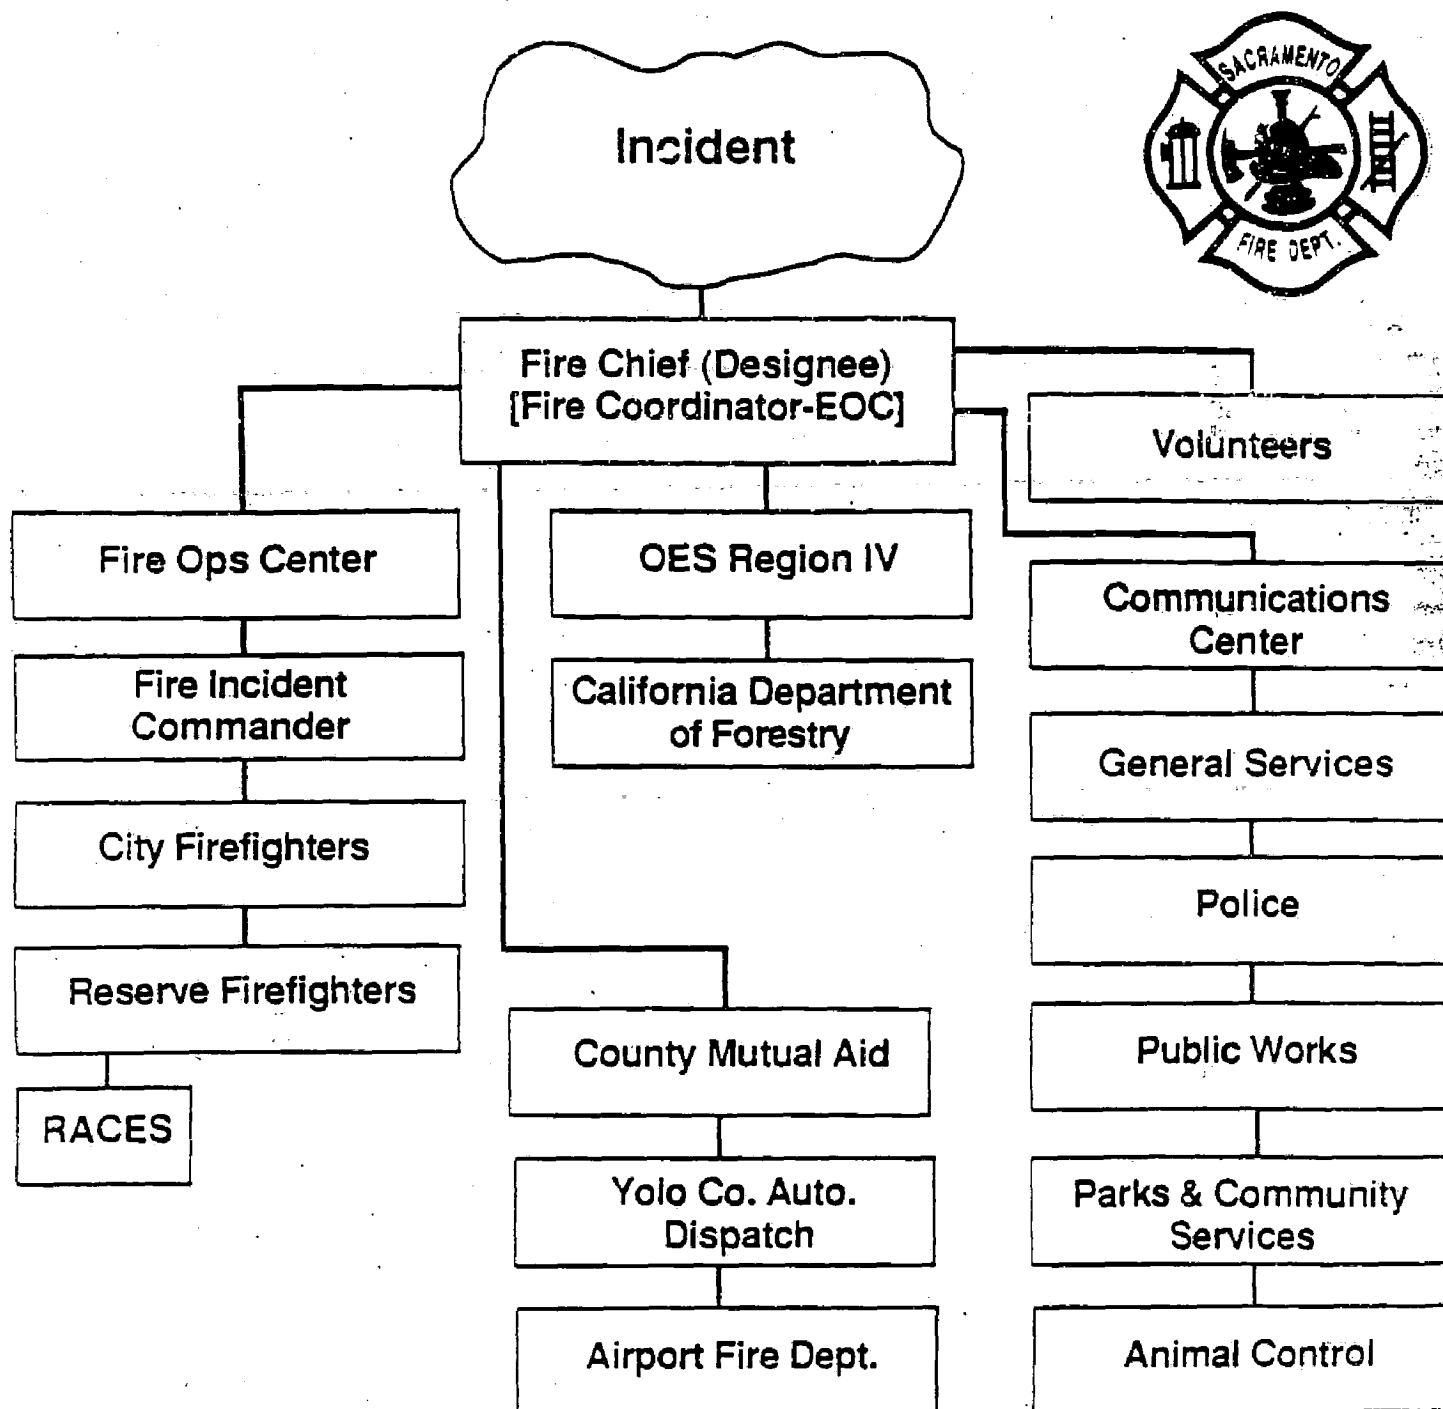 Incident
SACRAMENTO
FIRE DEPT.
Fire Chief (Designee)
[Fire Coordinator-EOC]
Volunteers
Fire Ops Center
OES Region IV
Communications
Center
Fire Incident
Commander
California Department
of Forestry
General Services
City Firefighters
Police
Reserve Firefighters
County Mutual Aid
Public Works
RACES
Yolo Co. Auto.
Dispatch
Parks & Community
Services
Airport Fire Dept.
Animal Control